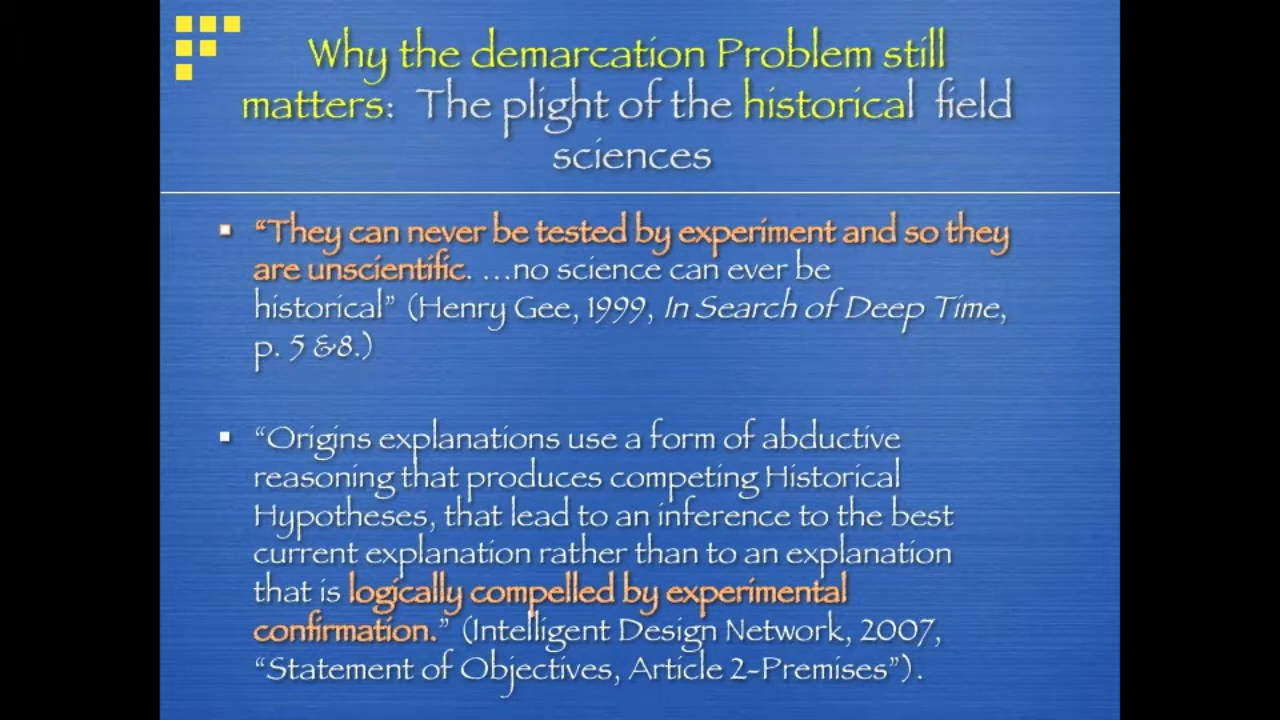 Why the demarcation Problem still
matters: The plight of the historical field
sciences
“They can never be tested by experiment and so they
are unscientific. …no science can ever be
historical” (Henry Gee, 1999, In Search of Deep Time,
p. 5 &8.)
“Origins explanations use a form of abductive
reasoning that produces competing Historical
Hypotheses, that lead to an inference to the best
current explanation rather than to an explanation
that is logically compelled by experimental
confirmation.” (Intelligent Design Network, 2007,
“Statement of Objectives, Article 2-Premises”).